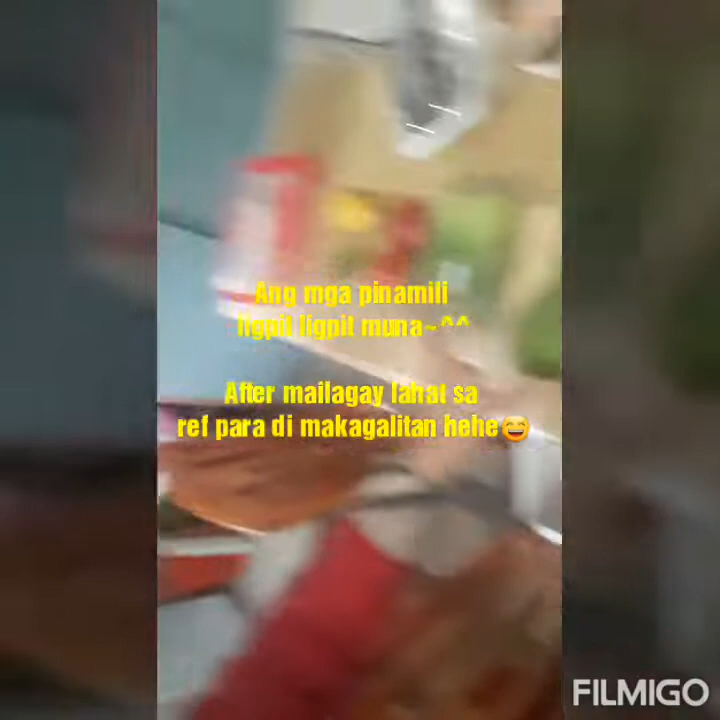 Ang mga pinamili
ligpit ligpit muna~^^
After mailagay lahat sa
ref para di makagalitan hehe😄
FILMIGO